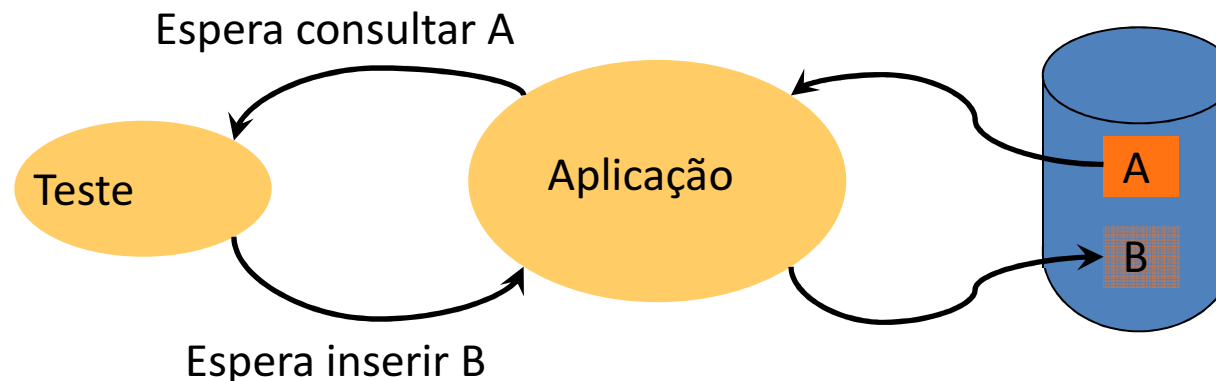 Espera consultar A
Teste
Aplicação
A
B
Espera inserir B